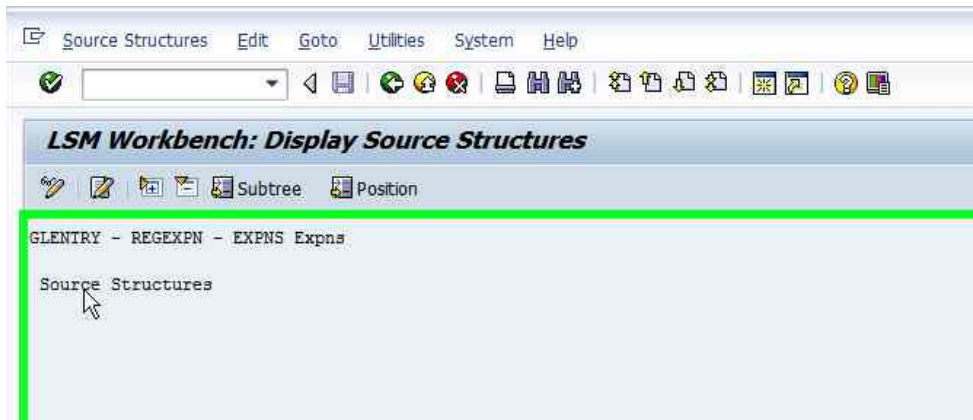 Source Structures Edit Goto Utilities System Help
LSM Workbench: Display Source Structures
Subtree Position
GLENTRY - REGEXPN - EXPNS Expns
Source Structures